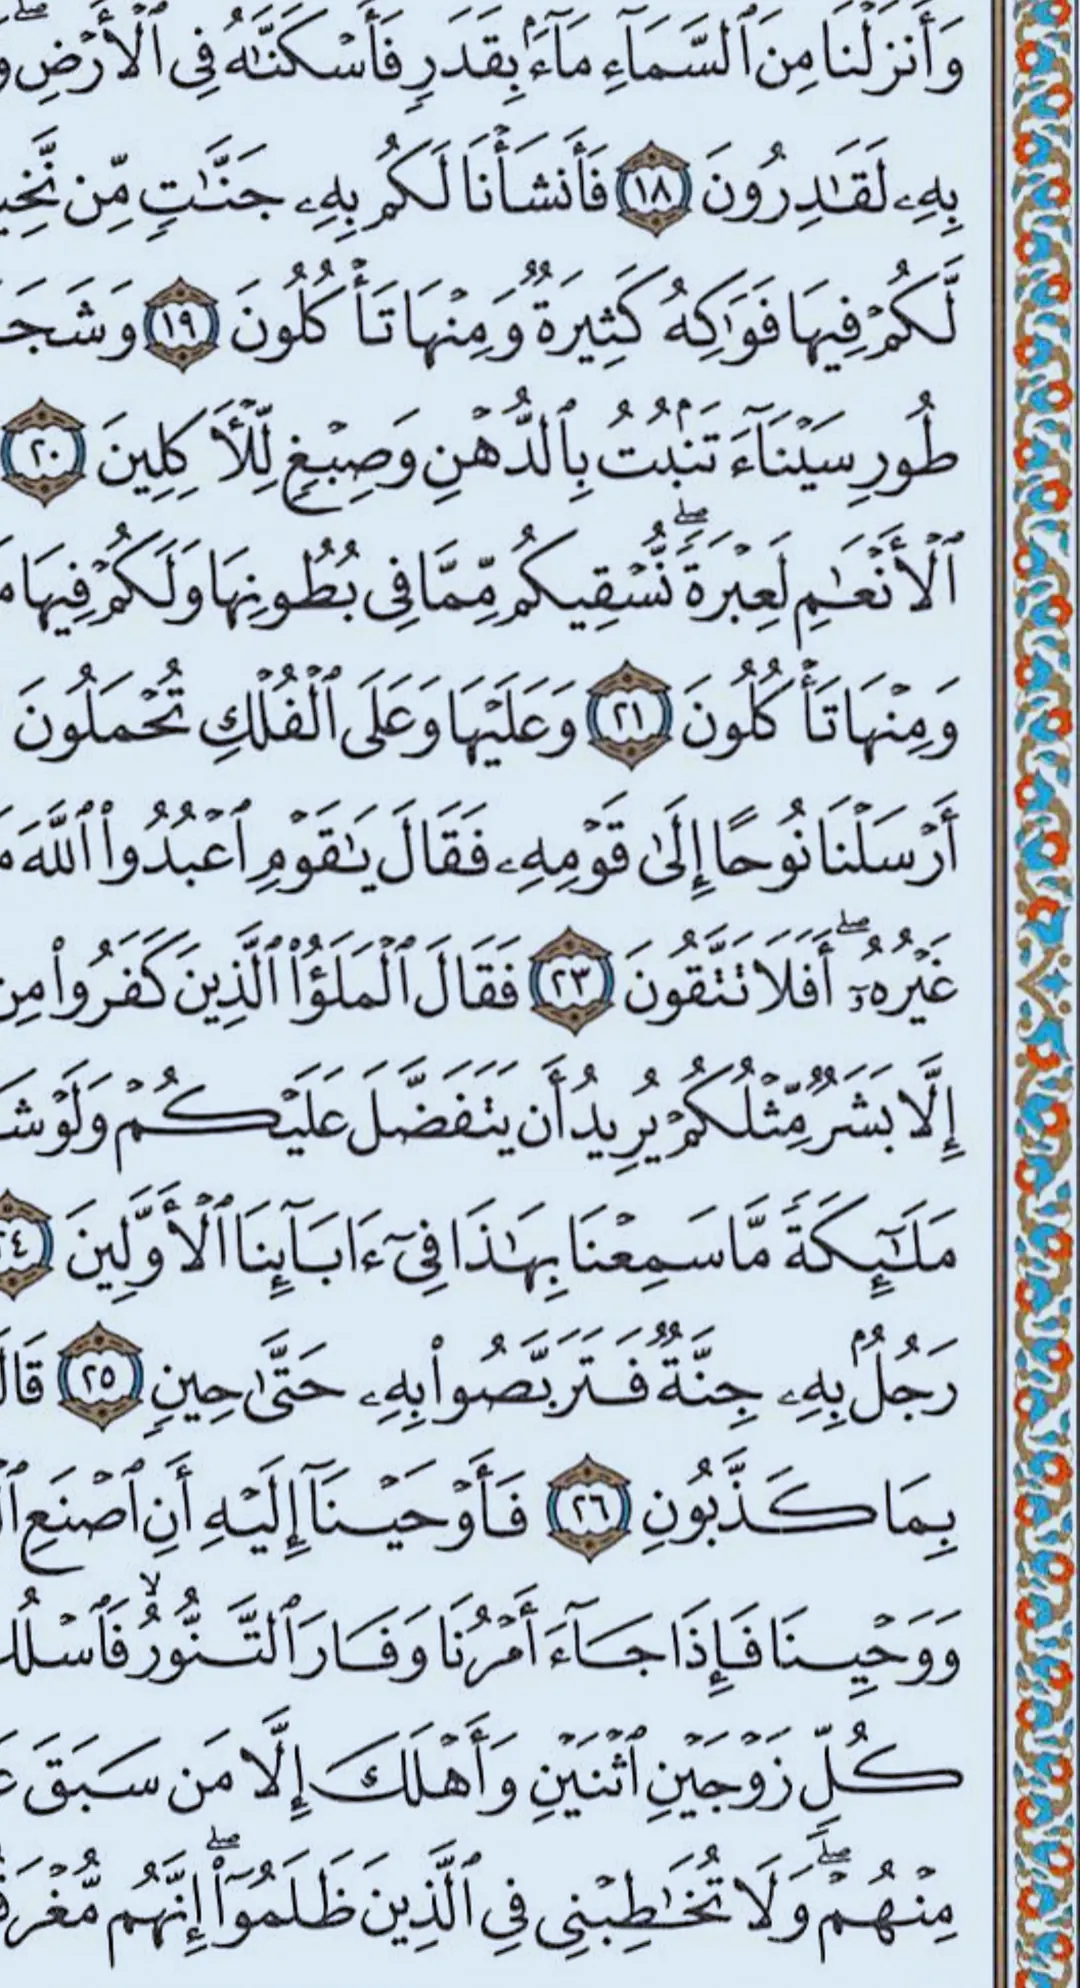 وَأَنزَلْنَا مِنَ ٱلسَّمَآءِ مَآءًۢ بِقَدَرٍ فَأَسْكَنَّـٰهُ فِى ٱلْأَرْضِ ۖ
بِهِۦ لَقَـٰدِرُونَ ١٨ فَأَنشَأْنَا لَكُم بِهِۦ جَنَّـٰتٍ مِّن
لَّكُمْ فِيهَا فَوَٰكِهُ كَثِيرَةٌ وَمِنْهَا تَأْكُلُونَ ١٩
طُورِ سَيْنَآءَ تَنۢبُتُ بِٱلدُّهْنِ وَصِبْغٍ لِّلْـَٔاكِلِينَ ٢٠
ٱلْأَنْعَـٰمِ لَعِبْرَةً ۖ نُّسْقِيكُم مِّمَّا فِى بُطُونِهَا وَلَكُمْ فِيهَا
وَمِنْهَا تَأْكُلُونَ ٢١ وَعَلَيْهَا وَعَلَى ٱلْفُلْكِ تُحْمَلُونَ
أَرْسَلْنَا نُوحًا إِلَىٰ قَوْمِهِۦ فَقَالَ يَـٰقَوْمِ ٱعْبُدُوا۟ ٱللَّهَ
غَيْرُهُۥٓ ۖ أَفَلَا تَتَّقُونَ ٢٣ فَقَالَ ٱلْمَلَؤُا۟ ٱلَّذِينَ كَفَرُوا۟ مِن
إِلَّا بَشَرٌ مِّثْلُكُمْ يُرِيدُ أَن يَتَفَضَّلَ عَلَيْكُمْ وَلَوْ
مَلَـٰٓئِكَةً مَّا سَمِعْنَا بِهَـٰذَا فِىٓ ءَابَآئِنَا ٱلْأَوَّلِينَ
رَجُلٌۢ بِهِۦ جِنَّةٌ فَتَرَبَّصُوا۟ بِهِۦ حَتَّىٰ حِينٍ ٢٥
بِمَا كَذَّبُونِ ٢٦ فَأَوْحَيْنَآ إِلَيْهِ أَنِ ٱصْنَعِ
وَوَحْيِنَا فَإِذَا جَآءَ أَمْرُنَا وَفَارَ ٱلتَّنُّورُ ۙ
كُلٍّ زَوْجَيْنِ ٱثْنَيْنِ وَأَهْلَكَ إِلَّا مَن سَبَقَ
مِنْهُمْ ۖ وَلَا تُخَـٰطِبْنِى فِى ٱلَّذِينَ ظَلَمُوٓا۟ ۖ إِنَّهُم